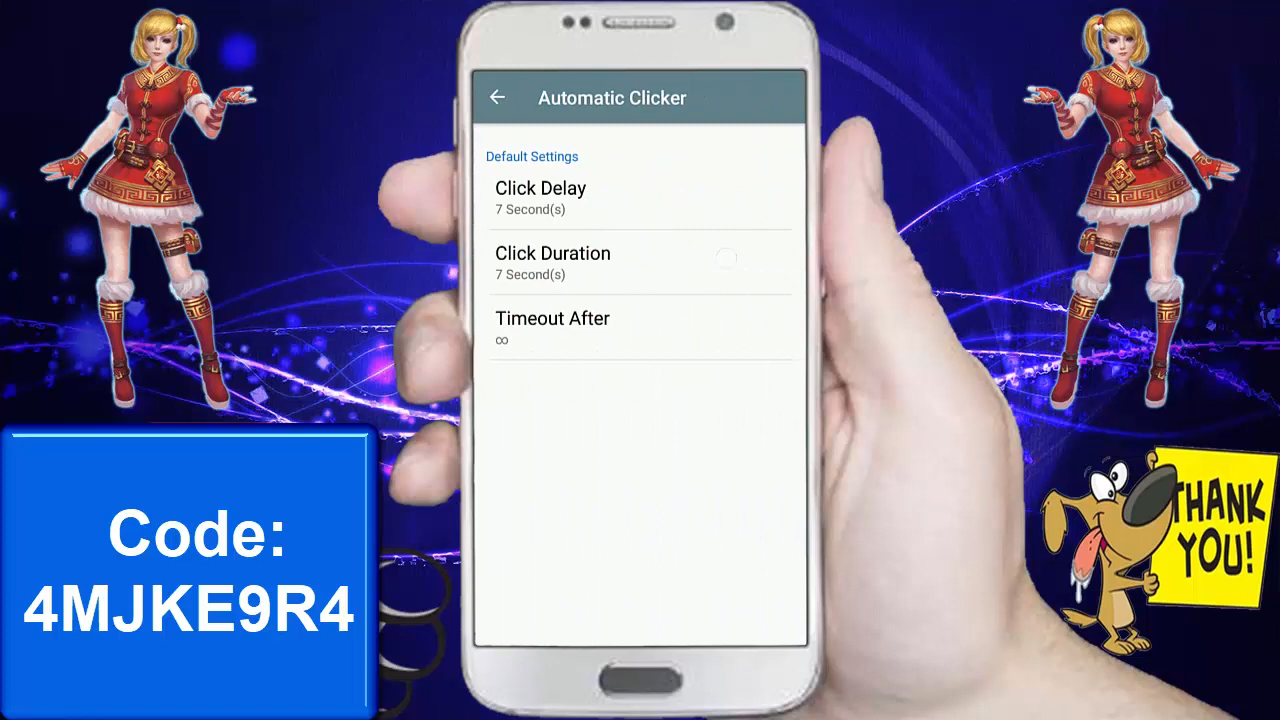 Automatic Clicker
Default Settings
Click Delay
7 Second(s)
Click Duration
7 Second(s)
Timeout After
∞
Code:
4MJKE9R4
THANK
YOU!